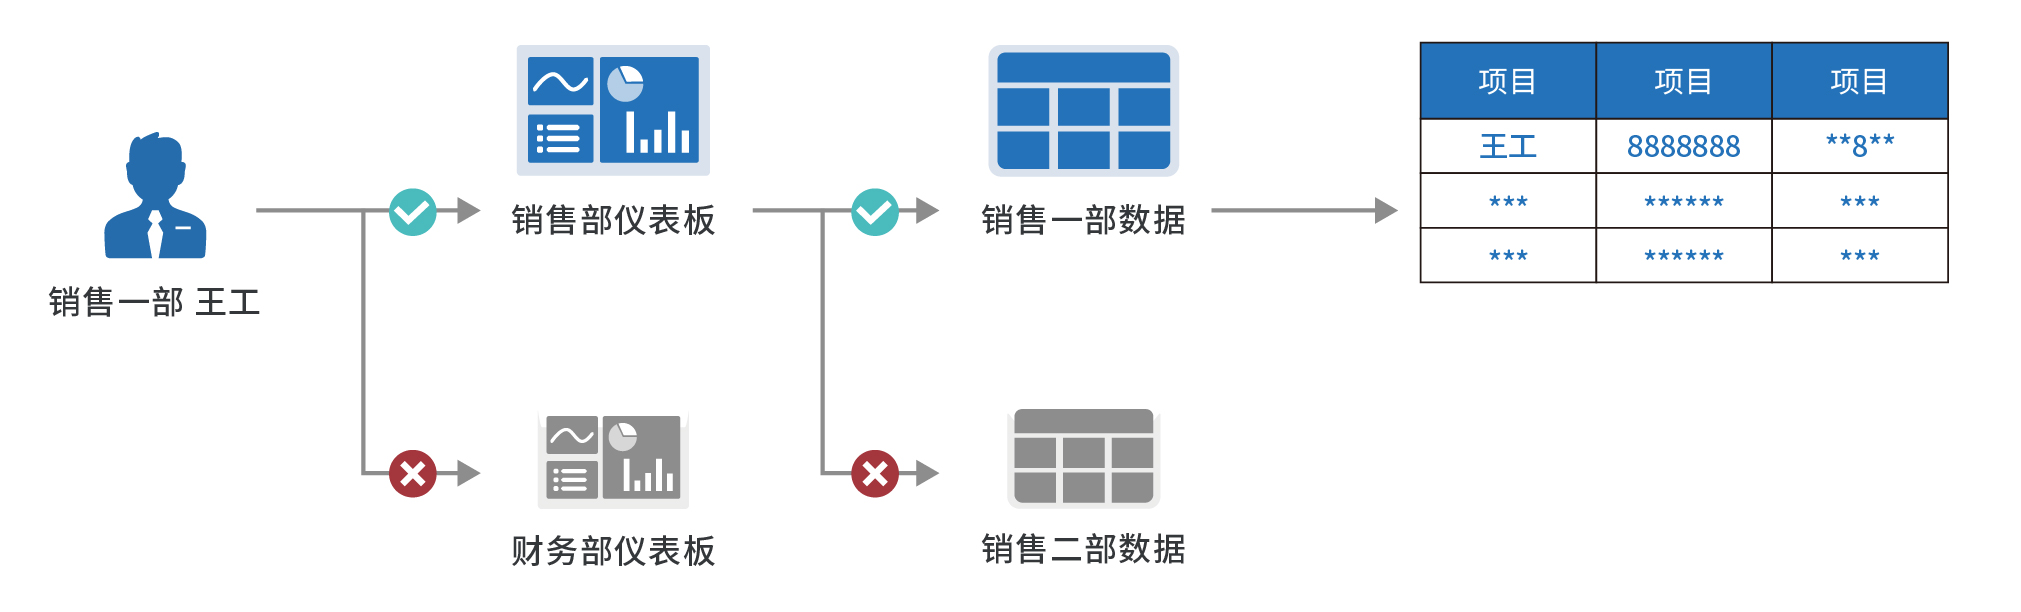 销售一部 王工
销售部仪表板
财务部仪表板
销售一部数据
销售二部数据
项目 项目 项目
王工 8888888 **8**
*** ****** ***
*** ****** ***